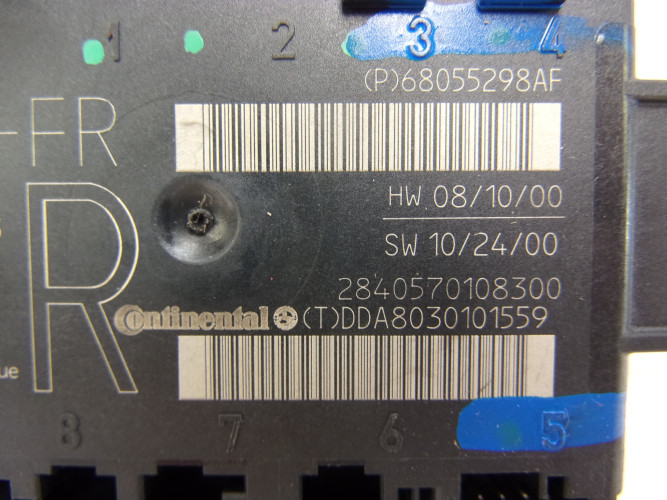 1 2 3 4
(P)68055298AF
-FR
HW 08/10/00
SW 10/24/00
R
2840570108300
Continental (T)DDA8030101559
ue
8 7 6 5